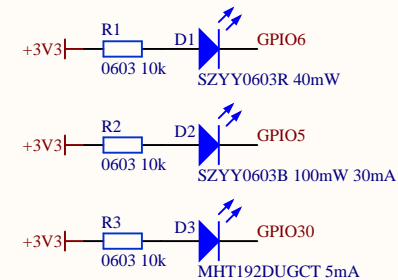 R1 D1 GPIO6
+3V3
0603 10k SZYY0603R 40mW
R2 D2 GPIO5
+3V3
0603 10k SZYY0603B 100mW 30mA
R3 D3 GPIO30
+3V3
0603 10k MHT192DUGCT 5mA